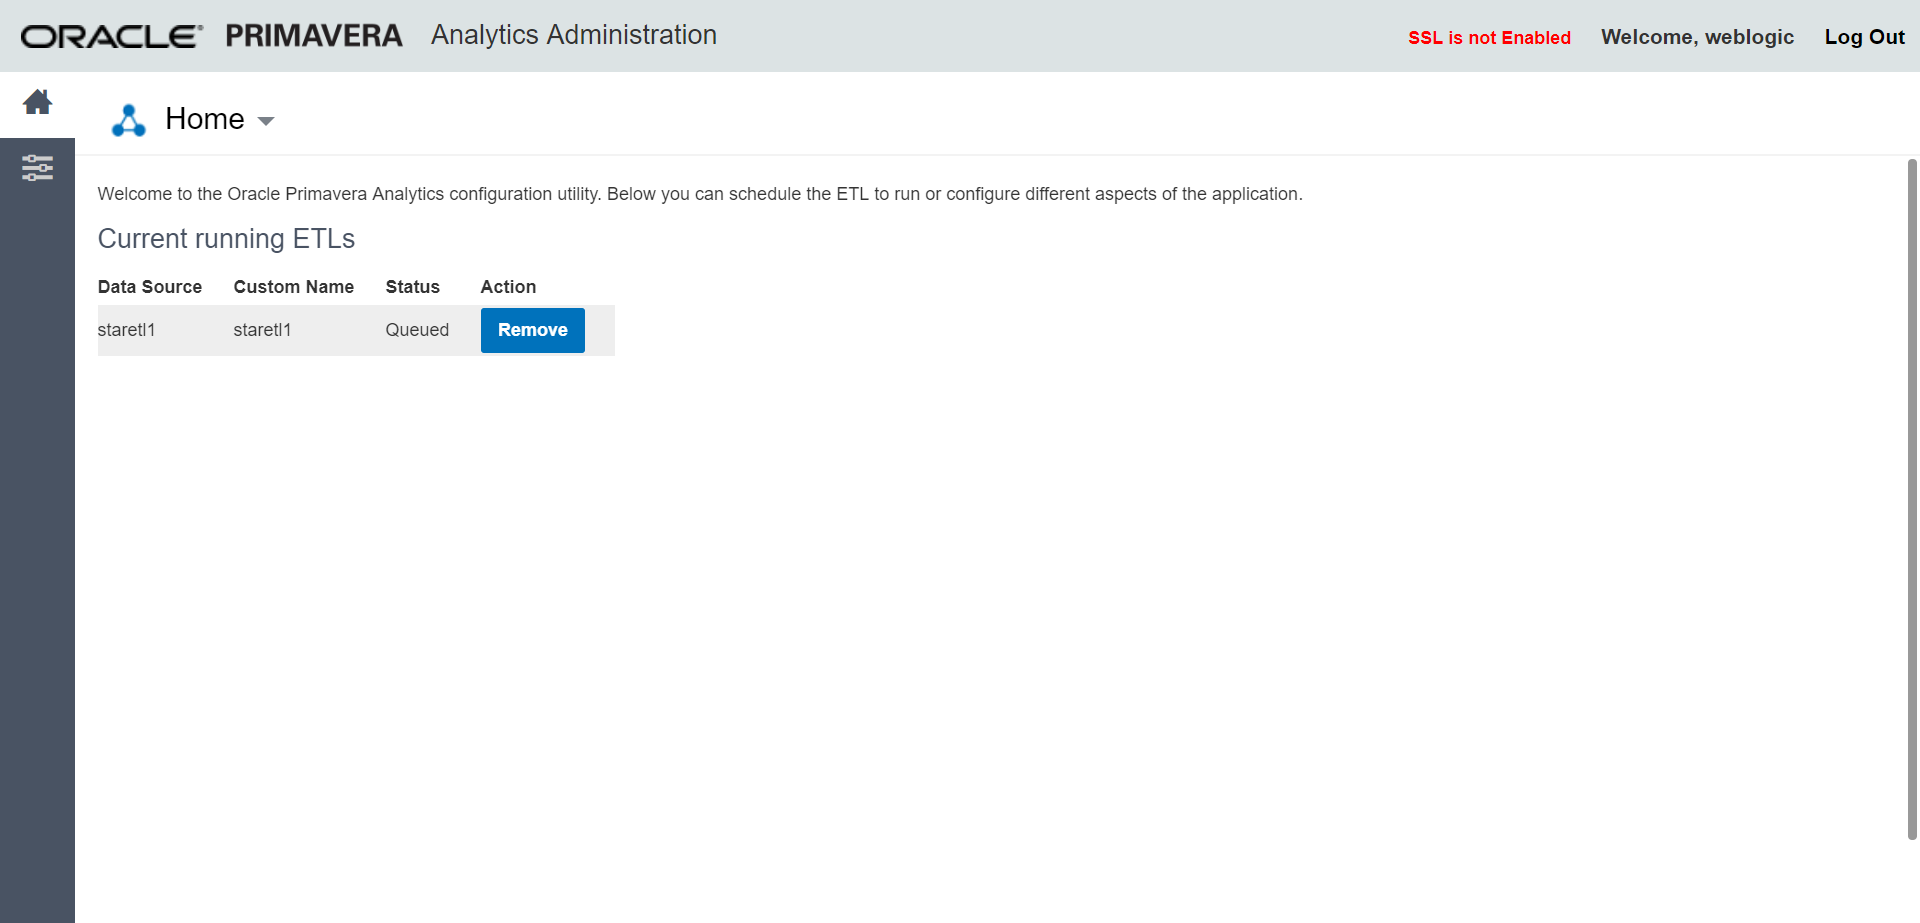 ORACLE® PRIMAVERA Analytics Administration SSL is not Enabled Welcome, weblogic Log Out
Home
Welcome to the Oracle Primavera Analytics configuration utility. Below you can schedule the ETL to run or configure different aspects of the application.
Current running ETLs
Data Source Custom Name Status Action
staretl1 staretl1 Queued Remove